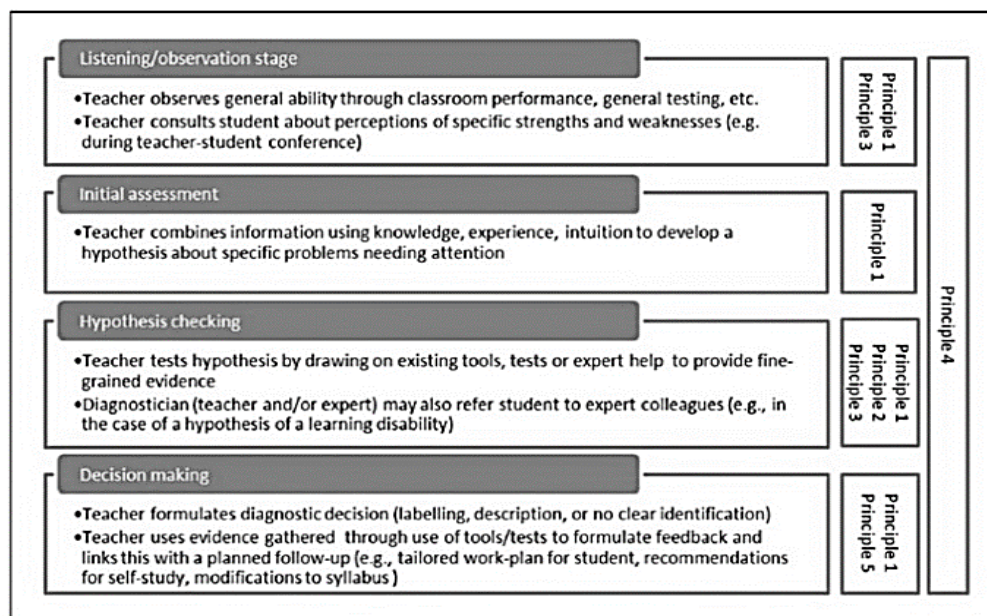 Listening/observation stage
•Teacher observes general ability through classroom performance, general testing, etc.
•Teacher consults student about perceptions of specific strengths and weaknesses (e.g.
during teacher-student conference)
Principle 1
Principle 3
Initial assessment
•Teacher combines information using knowledge, experience, intuition to develop a
hypothesis about specific problems needing attention
Principle 1
Hypothesis checking
•Teacher tests hypothesis by drawing on existing tools, tests or expert help to provide fine-
grained evidence
•Diagnostician (teacher and/or expert) may also refer student to expert colleagues (e.g., in
the case of a hypothesis of a learning disability)
Principle 1
Principle 2
Principle 3
Decision making
•Teacher formulates diagnostic decision (labelling, description, or no clear identification)
•Teacher uses evidence gathered through use of tools/tests to formulate feedback and
links this with a planned follow-up (e.g., tailored work-plan for student, recommendations
for self-study, modifications to syllabus )
Principle 1
Principle 5
Principle 4